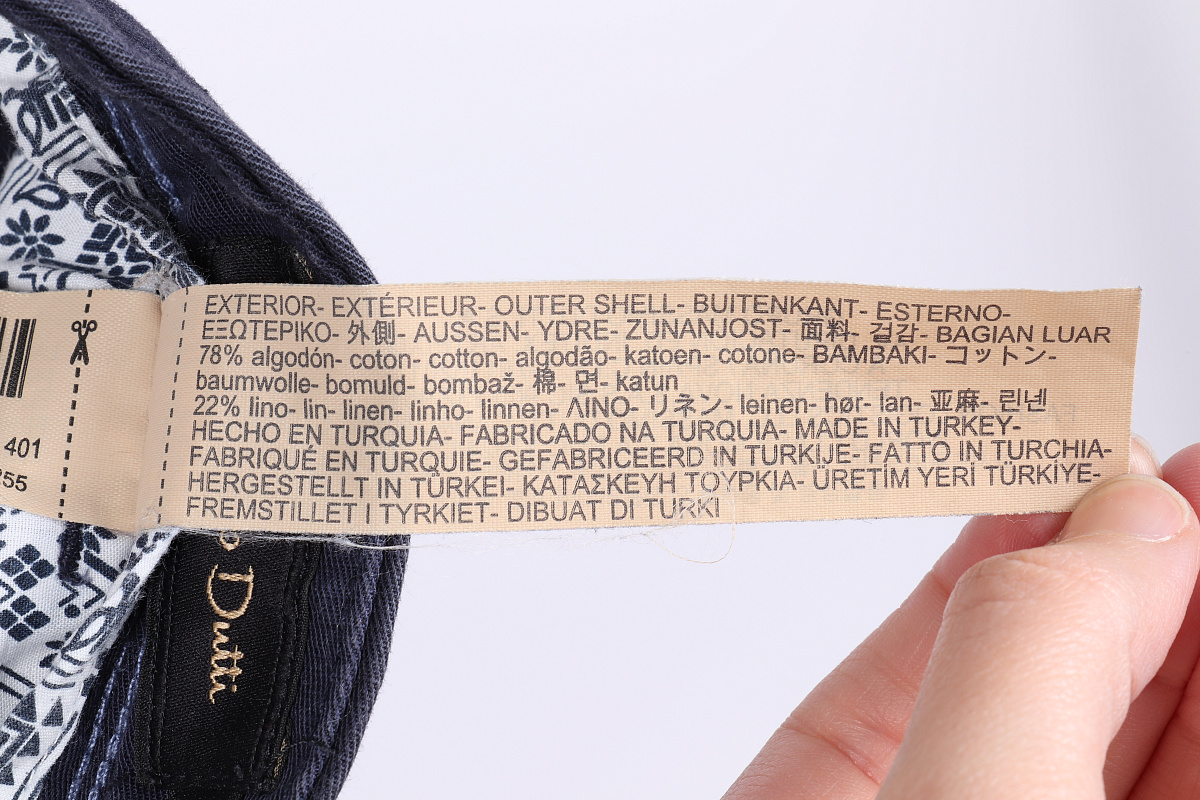 EXTERIOR- EXTÉRIEUR- OUTER SHELL- BUITENKANT- ESTERNO-
ΕΞΩΤΕΡΙΚΟ- 外側- AUSSEN- YDRE- ZUNANJOST- 面料- 겉감- BAGIAN LUAR
78% algodón- coton- cotton- algodão- katoen- cotone- BAMBAKI- コットン-
baumwolle- bomuld- bombaž- 棉- 면- katun
22% lino- lin- linen- linho- linnen- ΛΙΝΟ- リネン- leinen- hør- lan- 亚麻- 린넨
HECHO EN TURQUIA- FABRICADO NA TURQUIA- MADE IN TURKEY-
FABRIQUÉ EN TURQUIE- GEFABRICEERD IN TURKIJE- FATTO IN TURCHIA-
HERGESTELLT IN TÜRKEI- ΚΑΤΑΣΚΕΥΗ ΤΟΥΡΚΙΑ- ÜRETİM YERİ TÜRKİYE-
FREMSTILLET I TYRKIET- DIBUAT DI TURKI
401
255
Dutti